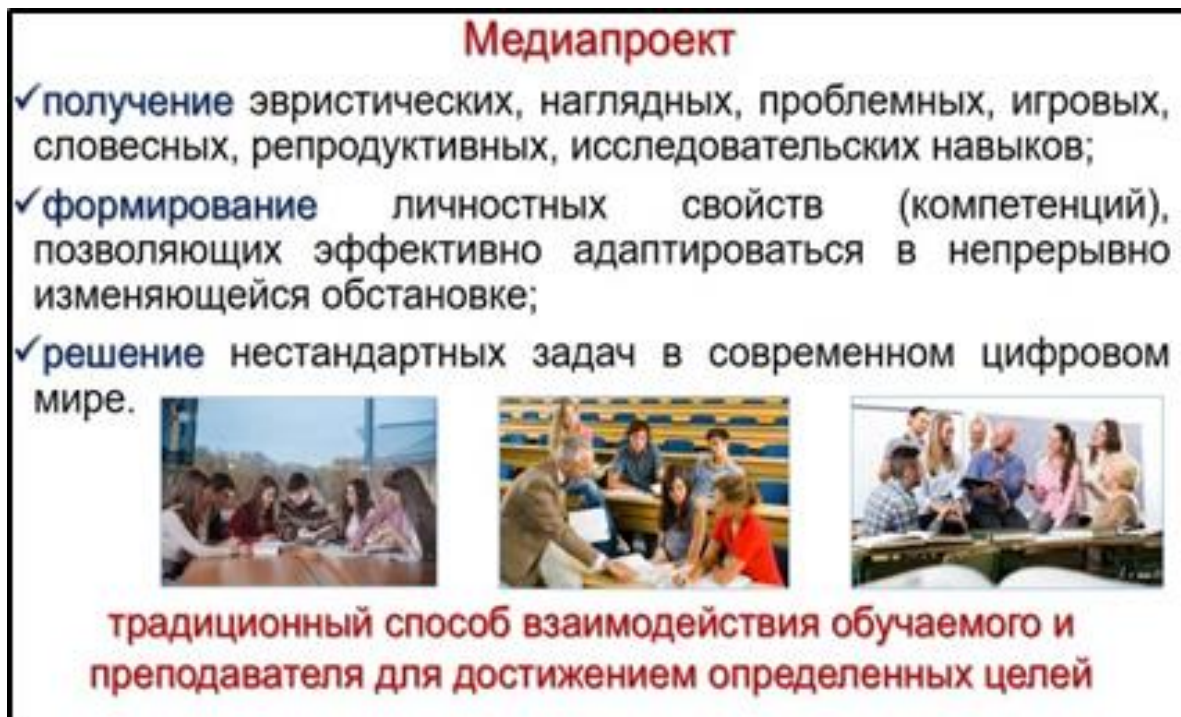 Медиапроект
✓получение эвристических, наглядных, проблемных, игровых,
словесных, репродуктивных, исследовательских навыков;
✓формирование личностных свойств (компетенций),
позволяющих эффективно адаптироваться в непрерывно
изменяющейся обстановке;
✓решение нестандартных задач в современном цифровом
мире.
традиционный способ взаимодействия обучаемого и
преподавателя для достижением определенных целей